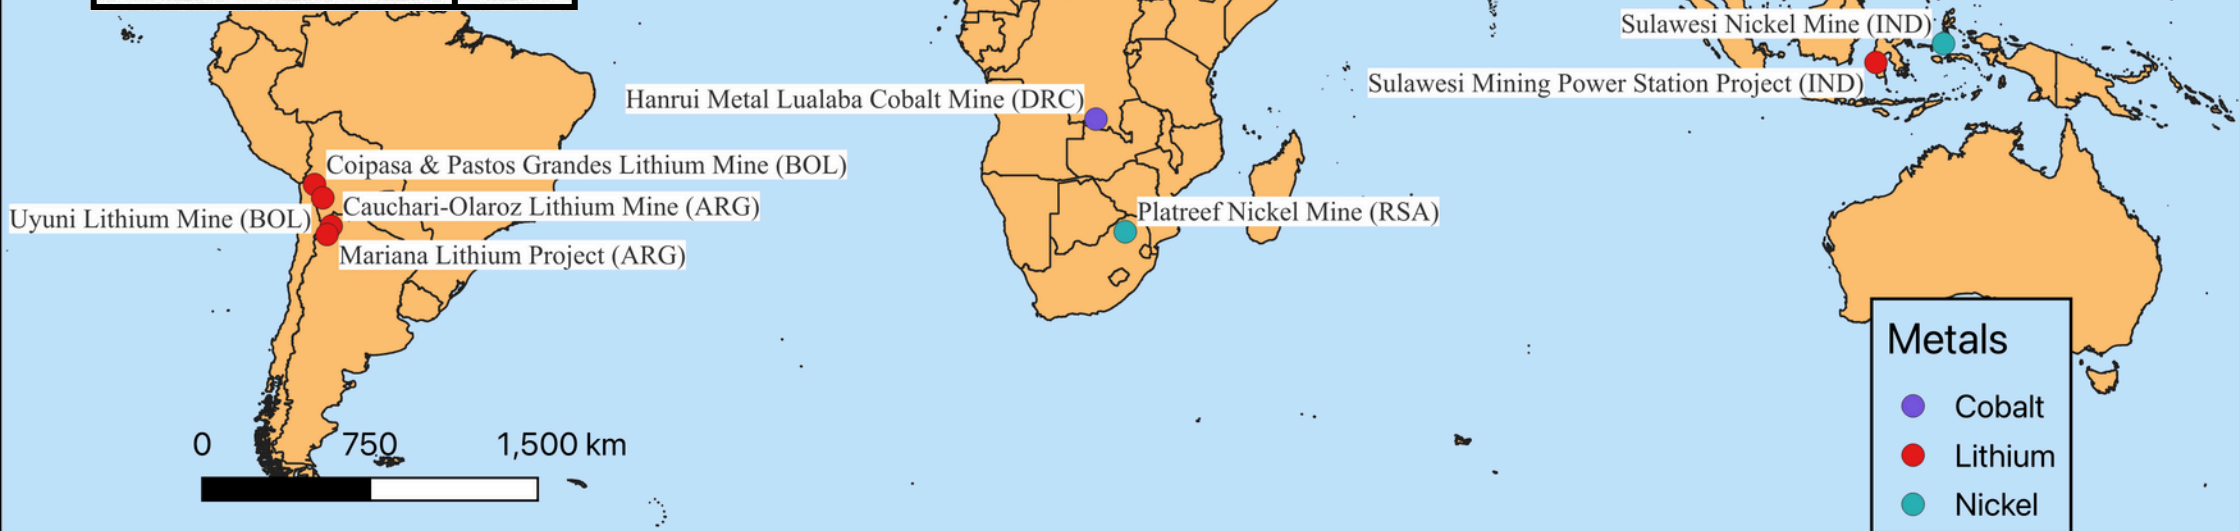 Sulawesi Nickel Mine (IND)
Sulawesi Mining Power Station Project (IND)
Hanrui Metal Lualaba Cobalt Mine (DRC)
Coipasa & Pastos Grandes Lithium Mine (BOL)
Cauchari-Olaroz Lithium Mine (ARG)
Uyuni Lithium Mine (BOL)
Platreef Nickel Mine (RSA)
Mariana Lithium Project (ARG)
Metals
Cobalt
Lithium
Nickel
0 750 1,500 km